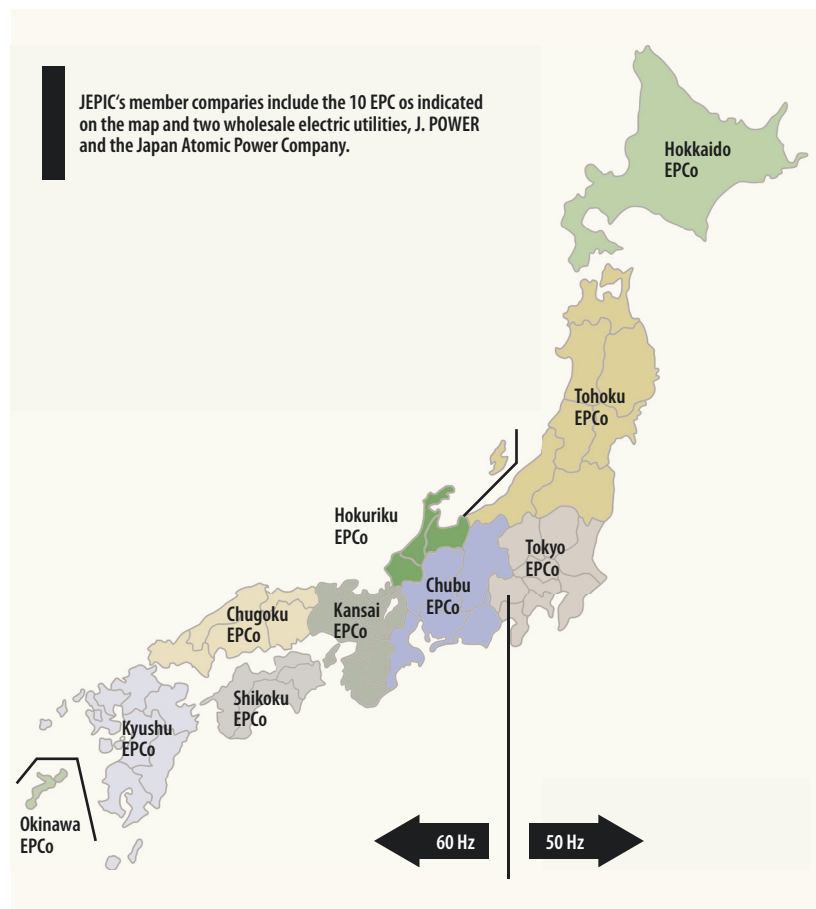 JEPIC's member comparies include the 10 EPC os indicated
on the map and two wholesale electric utilities, J. POWER
and the Japan Atomic Power Company.
Hokkaido
EPCo
Tohoku
EPCo
Hokuriku
EPCo
Tokyo
EPCo
Chubu
EPCo
Kansai
EPCo
Chugoku
EPCo
Shikoku
EPCo
Kyushu
EPCo
Okinawa
EPCo
60 Hz
50 Hz